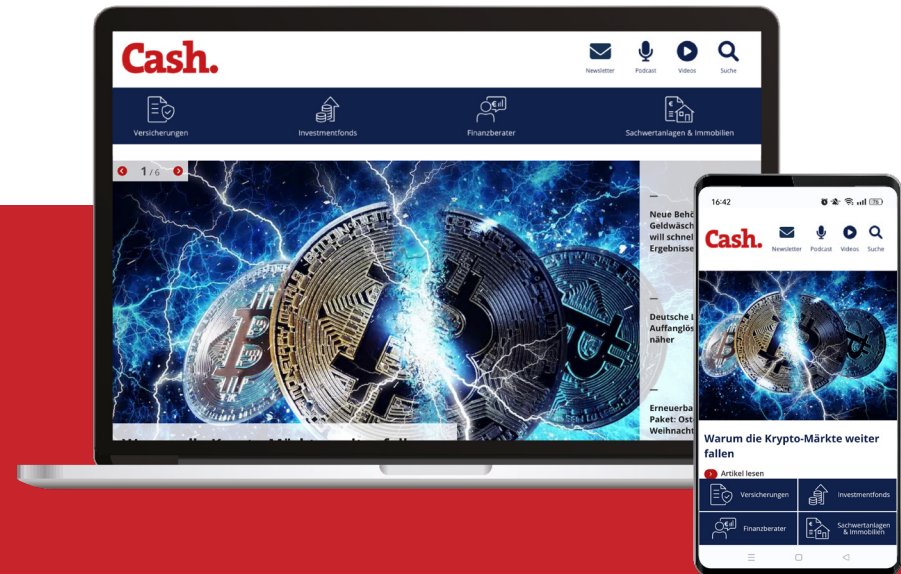 Cash.
Newsletter
Podcast
Videos
Suche
Versicherungen
Investmentfonds
Finanzberater
Sachwertanlagen & Immobilien
1 / 6
Neue
Geldwäsch
will schnel
Ergebnisse
Deutsche
Auffanglös
näher
Erneuerba
Paket:
Weihnacht
16:42
76
Cash.
Newsletter
Podcast
Videos
Suche
Warum die Krypto-Märkte weiter
fallen
Artikel lesen
Versicherungen
Investmentfonds
Finanzberater
Sachwertanlagen
& Immobilien